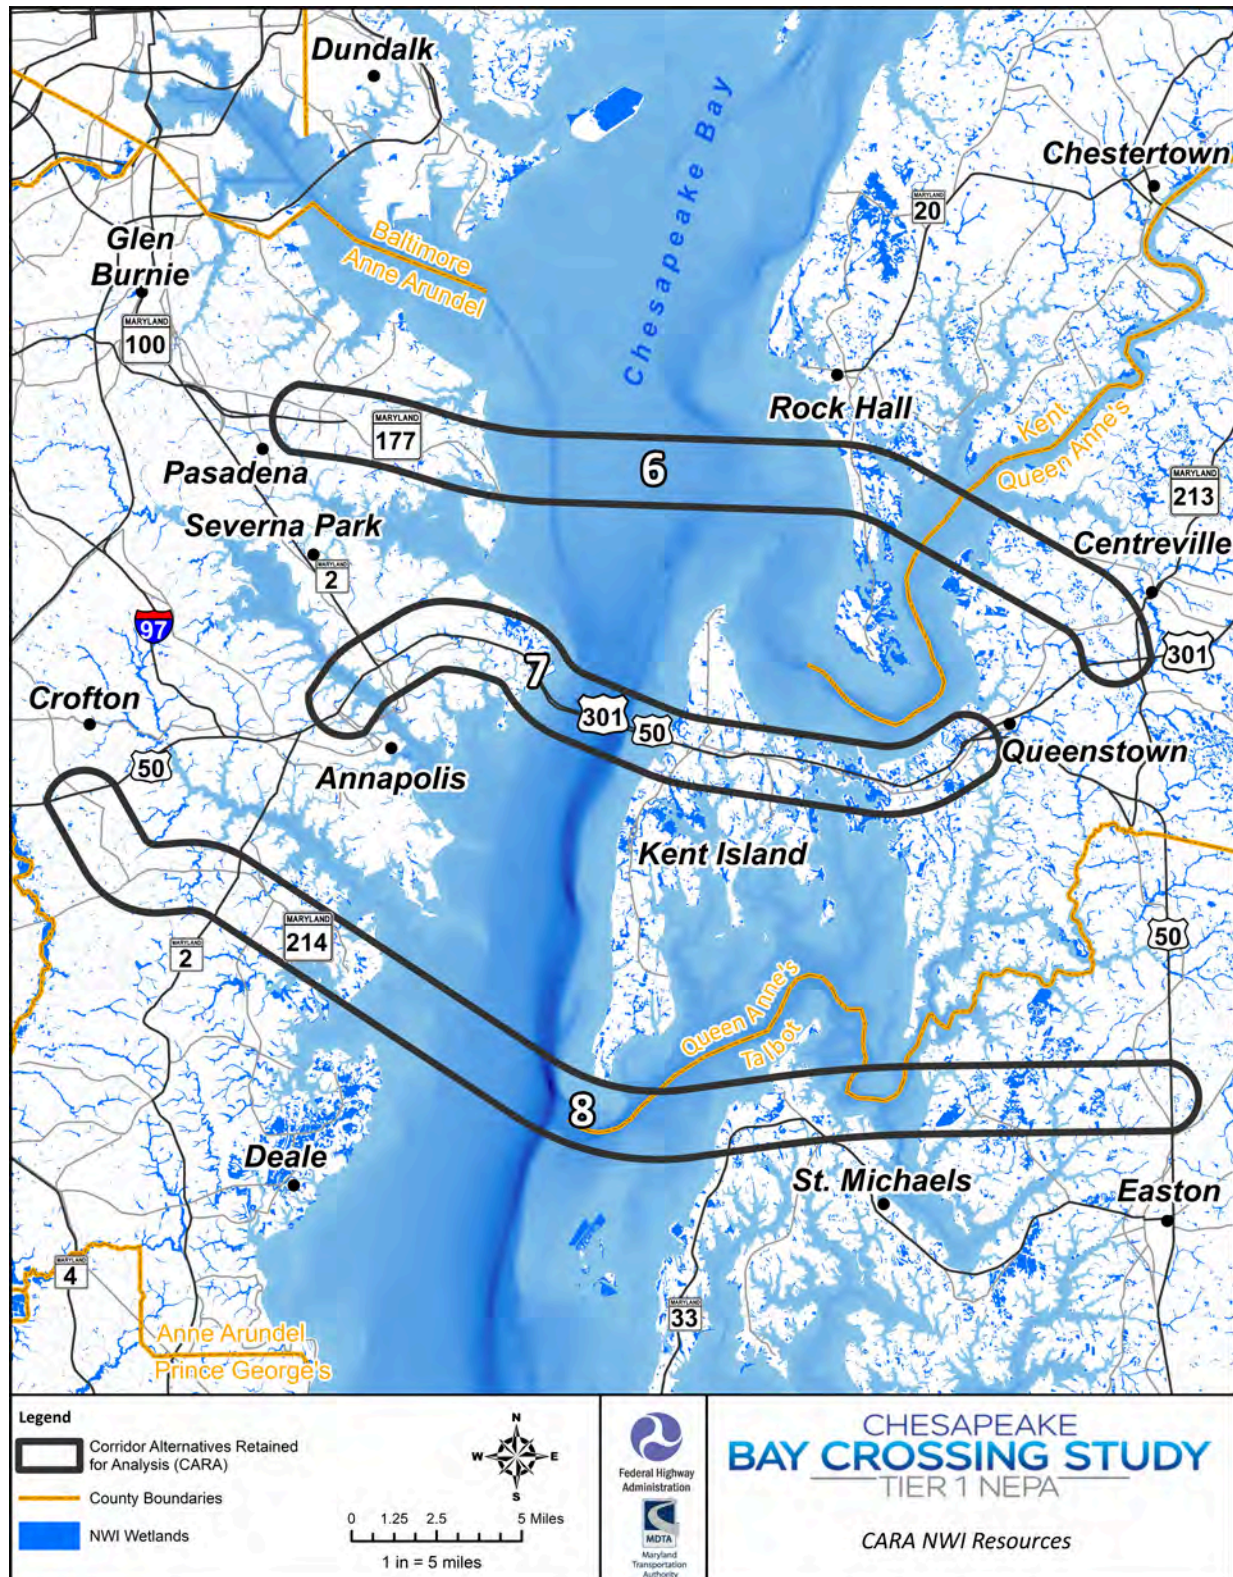 Dundalk
Chesapeake Bay
Chestertown
MARYLAND
20
Glen
Burnie
Baltimore
Anne Arundel
MARYLAND
100
Rock Hall
Kent
Queen Anne's
MARYLAND
177
6
Pasadena
MARYLAND
213
Severna Park
MARYLAND
2
Centreville
97
7
301
Crofton
301
50
Queenstown
50
Annapolis
Kent Island
MARYLAND
214
MARYLAND
2
50
Queen Anne's
Talbot
8
Deale
St. Michaels
Easton
MARYLAND
4
MARYLAND
33
Anne Arundel
Prince George's
Legend
Corridor Alternatives Retained
for Analysis (CARA)
County Boundaries
NWI Wetlands
N
W E
S
0 1.25 2.5 5 Miles
1 in = 5 miles
Federal Highway
Administration
MDTA
Maryland
Transportation
Authority
CHESAPEAKE
BAY CROSSING STUDY
TIER 1 NEPA
CARA NWI Resources